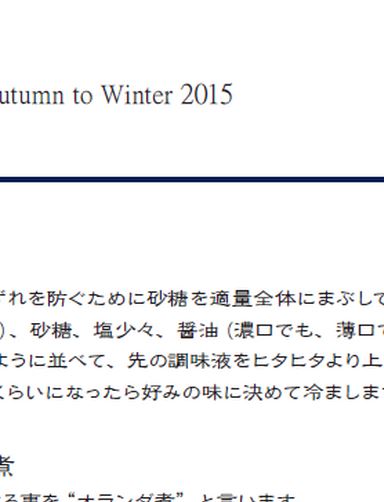 utumn to Winter 2015
ずれを防ぐために砂糖を適量全体にまぶして
)、砂糖、塩少々、醤油（濃口でも、薄口で
ように並べて、先の調味液をヒタヒタより上
くらいになったら好みの味に決めて冷まします
煮
る事を“オランダ煮”と言います